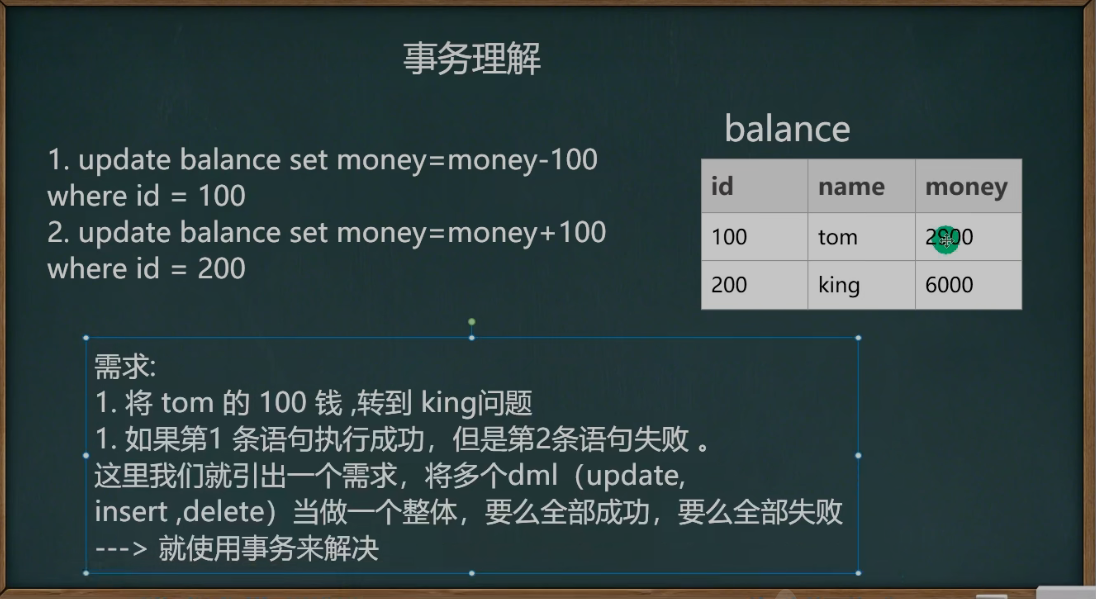 事务理解
1. update balance set money=money-100
where id = 100
2. update balance set money=money+100
where id = 200
balance
id name money
100 tom
200 king 6000
需求:
1. 将 tom 的 100 钱 ,转到 king问题
1. 如果第1 条语句执行成功，但是第2条语句失败 。
这里我们就引出一个需求，将多个dml（update,
insert ,delete）当做一个整体，要么全部成功，要么全部失败
---> 就使用事务来解决